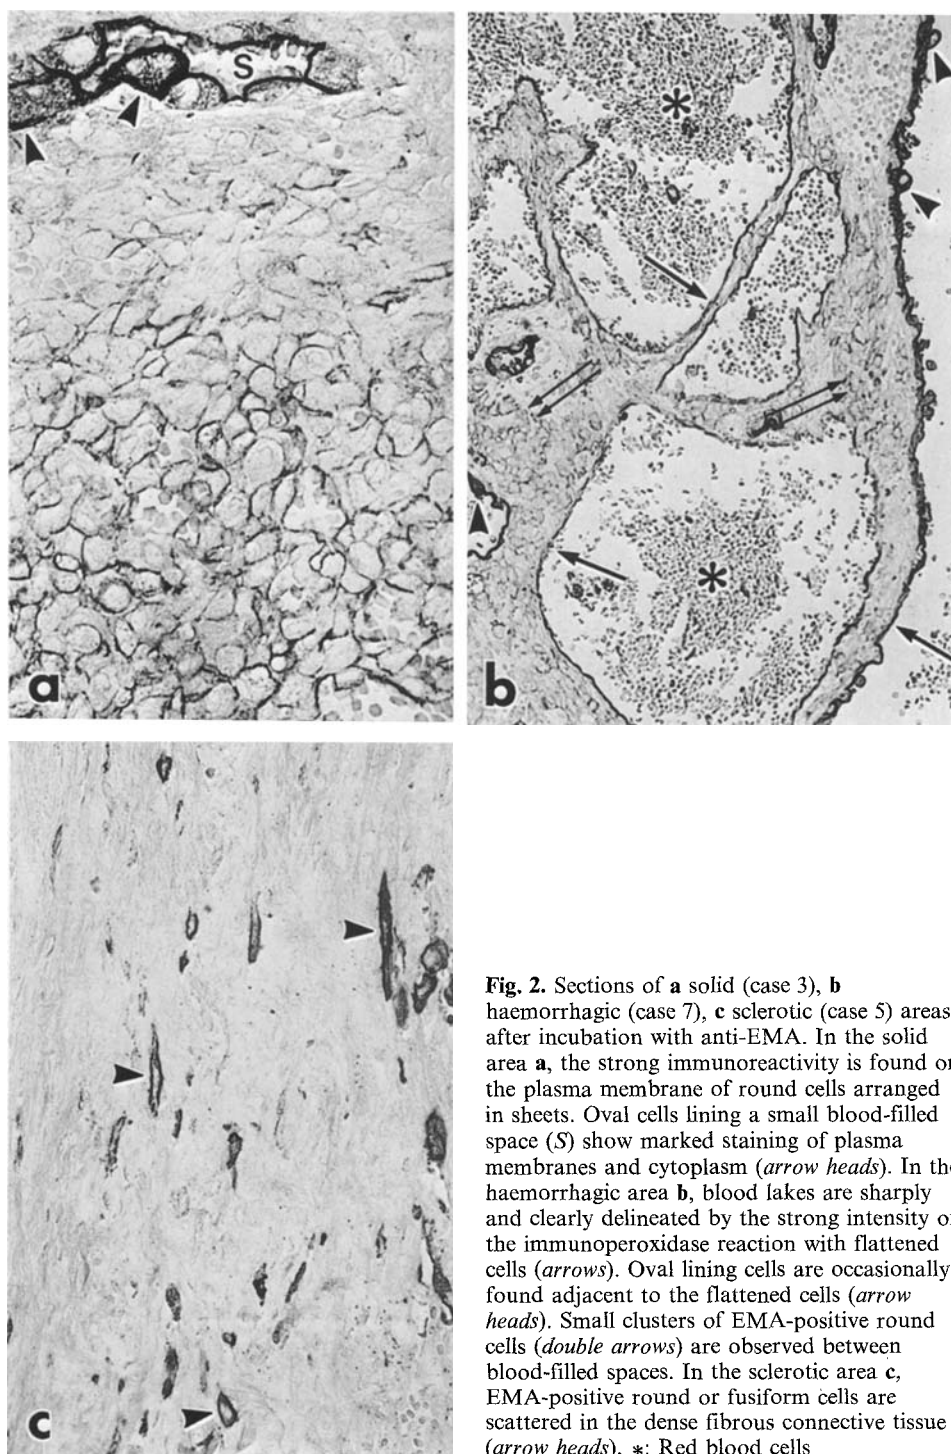 S
a
*
*
b
c
Fig. 2. Sections of a solid (case 3), b
haemorrhagic (case 7), c sclerotic (case 5) areas
after incubation with anti-EMA. In the solid
area a, the strong immunoreactivity is found
the plasma membrane of round cells arranged
in sheets. Oval cells lining a small blood-filled
space (S) show marked staining of plasma
membranes and cytoplasm (arrow heads). In
haemorrhagic area b, blood lakes are sharply
and clearly delineated by the strong intensity
the immunoperoxidase reaction with flattened
cells (arrows). Oval lining cells are occasionally
found adjacent to the flattened cells (arrow
heads). Small clusters of EMA-positive round
cells (double arrows) are observed between
blood-filled spaces. In the sclerotic area c,
EMA-positive round or fusiform cells are
scattered in the dense fibrous connective tissue
(arrow heads). *: Red blood cells